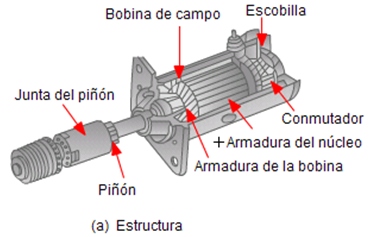 Bobina de campo
Escobilla
Junta del piñón
Conmutador
+ Armadura del núcleo
Armadura de la bobina
Piñón
(a) Estructura